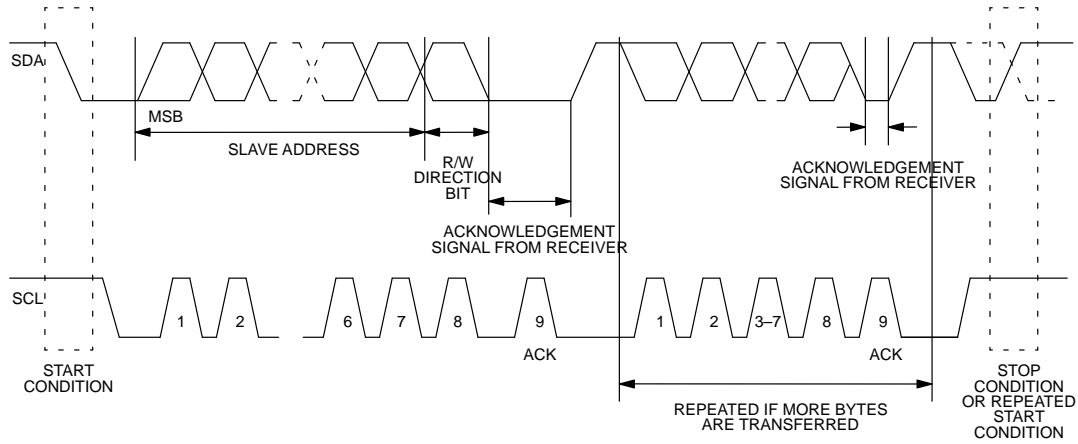 SDA
MSB
SLAVE ADDRESS
R/W
DIRECTION
BIT
ACKNOWLEDGEMENT
SIGNAL FROM RECEIVER
ACKNOWLEDGEMENT
SIGNAL FROM RECEIVER
SCL
1
2
6
7
8
9
1
2
3–7
8
9
ACK
ACK
START
CONDITION
REPEATED IF MORE BYTES
ARE TRANSFERRED
STOP
CONDITION
OR REPEATED
START
CONDITION